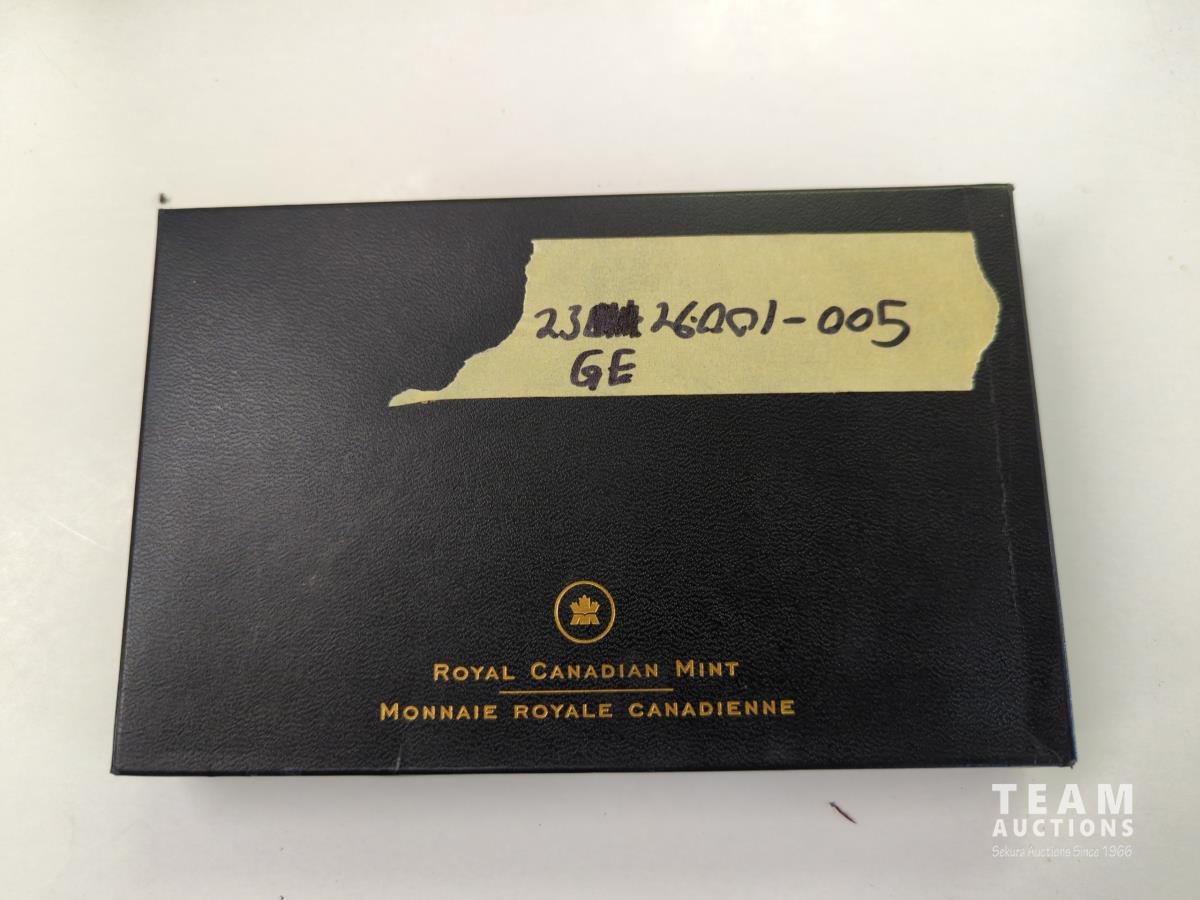 23 26001-005
GE
ROYAL CANADIAN MINT
MONNAIE ROYALE CANADIENNE
TEAM
AUCTIONS
Sekura Auctions Since 1966